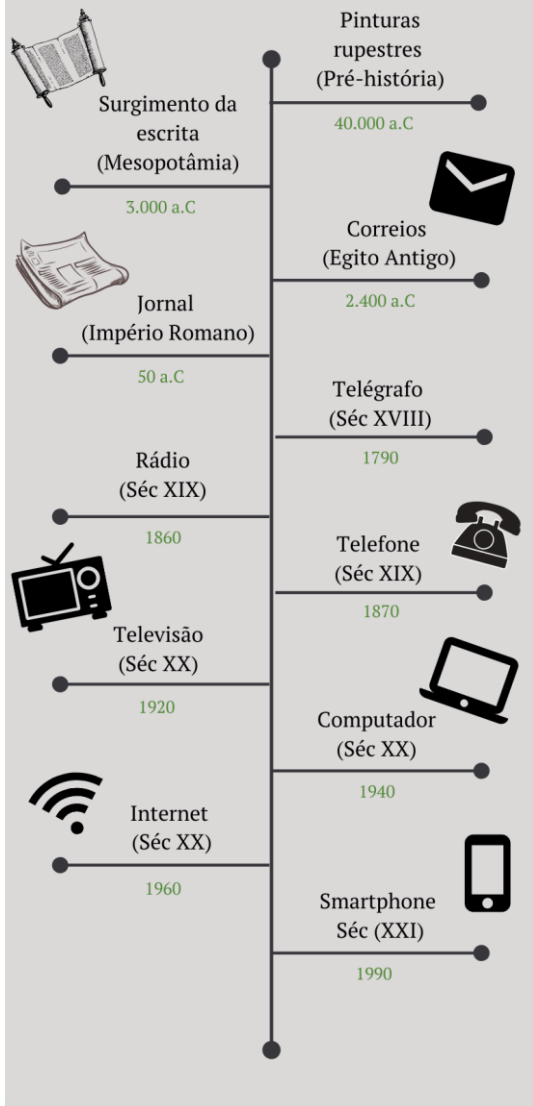 Pinturas
rupestres
(Pré-história)
40.000 a.C
Surgimento da
escrita
(Mesopotâmia)
3.000 a.C
Correios
(Egito Antigo)
2.400 a.C
Jornal
(Império Romano)
50 a.C
Telégrafo
(Séc XVIII)
1790
Rádio
(Séc XIX)
1860
Telefone
(Séc XIX)
1870
Televisão
(Séc XX)
1920
Computador
(Séc XX)
1940
Internet
(Séc XX)
1960
Smartphone
Séc (XXI)
1990